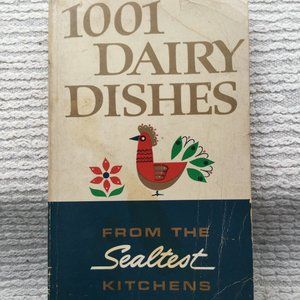 1001
DAIRY
DISHES
FROM THE
Sealtest
KITCHENS